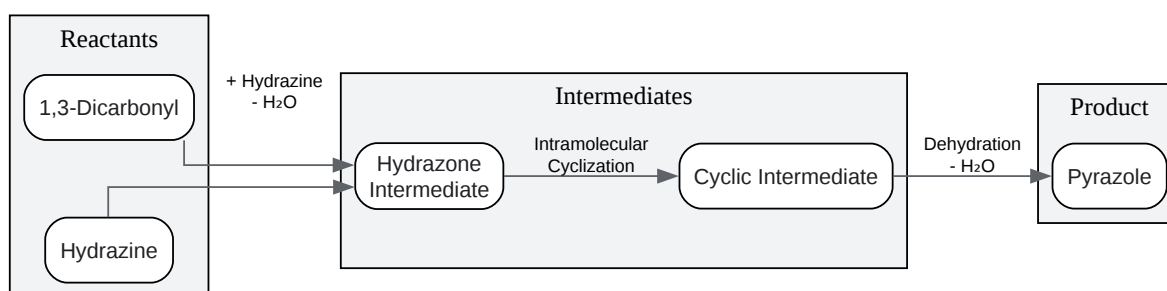 Reactants
1,3-Dicarbonyl
Hydrazine
+ Hydrazine
- H₂O
Intermediates
Hydrazone
Intermediate
Intramolecular
Cyclization
Cyclic Intermediate
Dehydration
- H₂O
Product
Pyrazole